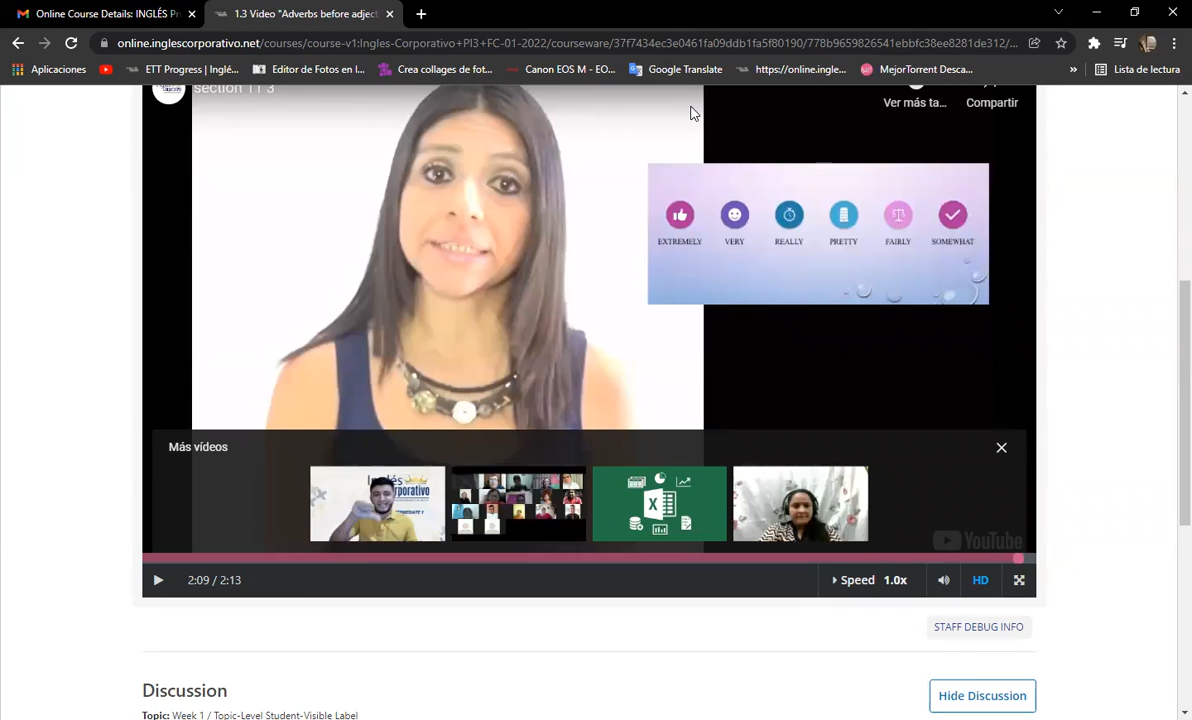 Online Course Details: INGLÉS Pr
1.3 Video "Adverbs before adject
online.inglescorporativo.net/courses/course-v1:Ingles-Corporativo+PI3+FC-01-2022/courseware/37f7434ec3e0461fa09ddb1fa5f80190/778b9659826541ebbfc38ee8281de312/...
Aplicaciones
ETT Progress | Inglé...
Editor de Fotos en l...
Crea collages de fot...
Canon EOS M - EO...
Google Translate
https://online.ingle...
MejorTorrent Desca...
»
Lista de lectura
section 11 3
Ver más ta...
Compartir
EXTREMELY
VERY
REALLY
PRETTY
FAIRLY
SOMEWHAT
Más vídeos
Inglés
corporativo
YouTube
2:09 / 2:13
Speed 1.0x
HD
STAFF DEBUG INFO
Discussion
Hide Discussion
Topic: Week 1 / Topic-Level Student-Visible Label